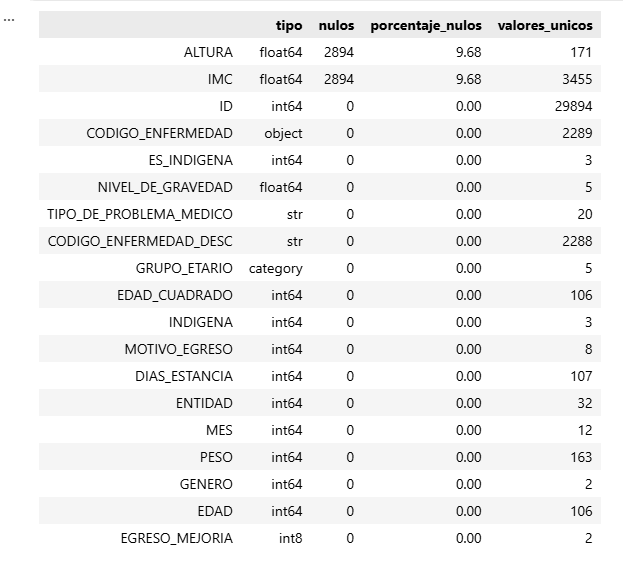 ...
tipo nulos porcentaje_nulos valores_unicos
ALTURA float64 2894 9.68 171
IMC float64 2894 9.68 3455
ID int64 0 0.00 29894
CODIGO_ENFERMEDAD object 0 0.00 2289
ES_INDIGENA int64 0 0.00 3
NIVEL_DE_GRAVEDAD float64 0 0.00 5
TIPO_DE_PROBLEMA_MEDICO str 0 0.00 20
CODIGO_ENFERMEDAD_DESC str 0 0.00 2288
GRUPO_ETARIO category 0 0.00 5
EDAD_CUADRADO int64 0 0.00 106
INDIGENA int64 0 0.00 3
MOTIVO_EGRESO int64 0 0.00 8
DIAS_ESTANCIA int64 0 0.00 107
ENTIDAD int64 0 0.00 32
MES int64 0 0.00 12
PESO int64 0 0.00 163
GENERO int64 0 0.00 2
EDAD int64 0 0.00 106
EGRESO_MEJORIA int8 0 0.00 2